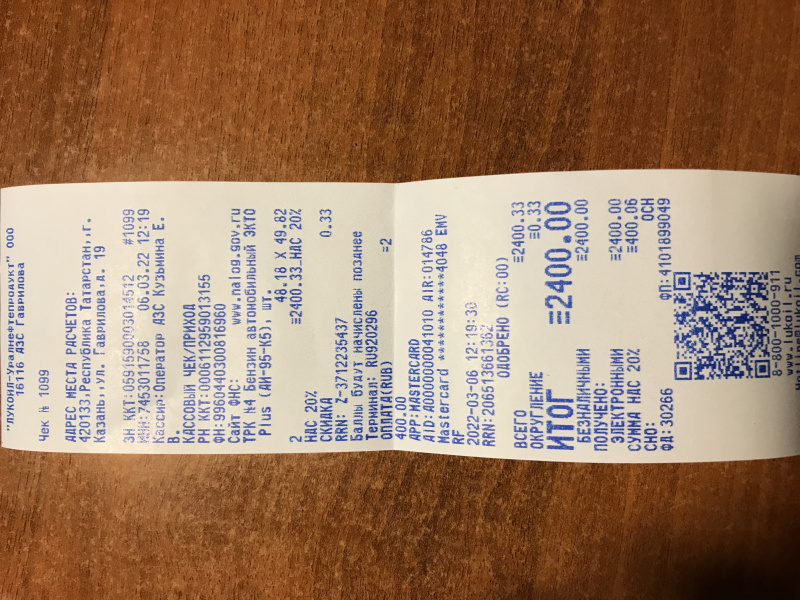 "ЛУКОЙЛ-Уралнефтепродукт" ООО
16116 АЗС Гаврилова
Чек № 1099
АДРЕС МЕСТА РАСЧЕТОВ:
420133,Республика Татарстан,,г.
Казань,,Ул. Гаврилова,д. 19
ЗН ККТ: #1099
ИНН:7453011758 06.03.22 12:19
Кассир:Оператор АЗС Кузьмина Е.
В.
КАССОВЫЙ ЧЕК/ПРИХОД
РН ККТ:0006112959013155
ФН:9960440300816960
Сайт ФНС: www.nalog.gov.ru
ТРК №4 Бензин автомобильный ЭКТО
Plus (АИ-95-К5), шт.
48.18 X 49.82
2 ≡2400.33_НДС 20%
НДС 20%
СКИДКА 0.33
RRN: Z-3712235437
Баллы будут начислены позднее
Терминал: RU920296
ОПЛАТА(RUB) =2
400.00
APP:MASTERCARD
AID:A0000000041010 AIR:014786
Mastercard ************4048 EMV
RF
2022-03-06 12:19:30
RRN:206513661362
ОДОБРЕНО (RC:00)
ВСЕГО ≡2400.33
ОКРУГЛЕНИЕ ≡0.33
ИТОГ ≡2400.00
БЕЗНАЛИЧНЫМИ ≡2400.00
ПОЛУЧЕНО:
ЭЛЕКТРОННЫМИ ≡2400.00
СУММА НДС 20% ≡400.06
СНО: ОСН
ФД:30266 ФП:4101899049
8-800-1000-911
www.lukoil.ru